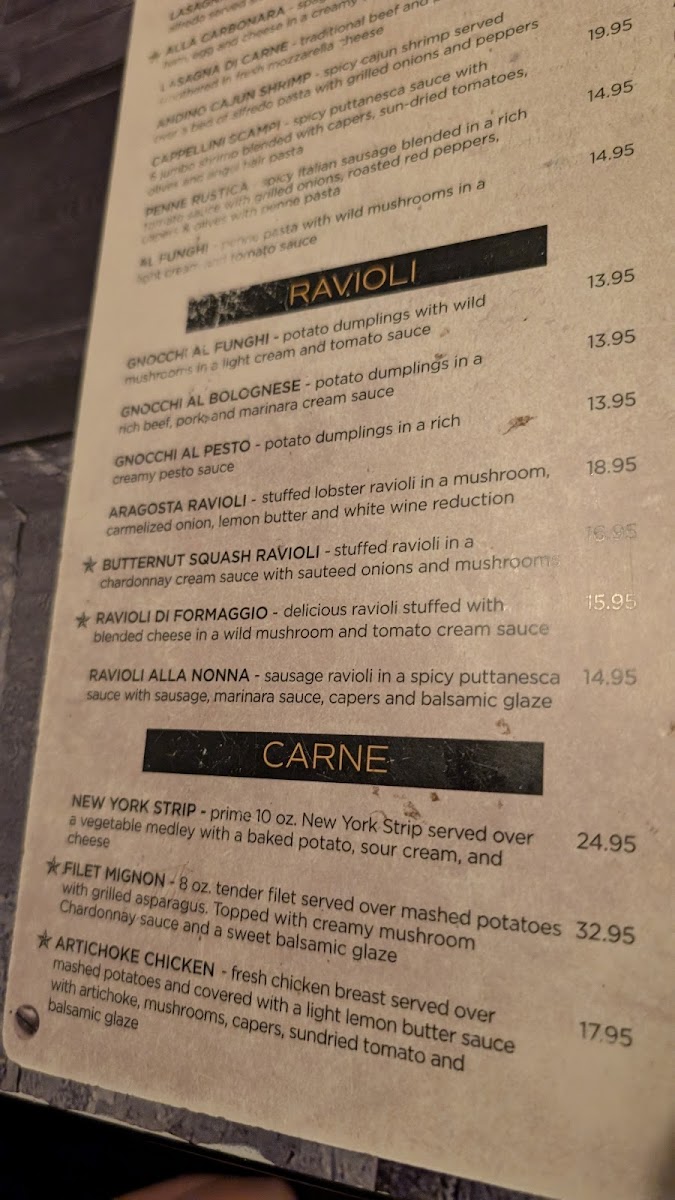 LASAGN
alfredo served
★ ALLA CARBONARA - spa
ham, egg and cheese in a creamy
LASAGNA DI CARNE - traditional beef and
smothered in fresh mozzarella cheese
ANDINO CAJUN SHRIMP - spicy cajun shrimp served 19.95
over a bed of alfredo pasta with grilled onions and peppers
CAPPELLINI SCAMPI - spicy puttanesca sauce with 14.95
6 jumbo shrimp blended with capers, sun-dried tomatoes,
olives and angel hair pasta
PENNE RUSTICA - spicy Italian sausage blended in a rich 14.95
tomato sauce with grilled onions, roasted red peppers,
capers & olives with penne pasta
AL FUNGHI - penne pasta with wild mushrooms in a
light cream and tomato sauce
RAVIOLI
GNOCCHI AL FUNGHI - potato dumplings with wild 13.95
mushrooms in a light cream and tomato sauce
GNOCCHI AL BOLOGNESE - potato dumplings in a 13.95
rich beef, pork and marinara cream sauce
GNOCCHI AL PESTO - potato dumplings in a rich 13.95
creamy pesto sauce
ARAGOSTA RAVIOLI - stuffed lobster ravioli in a mushroom, 18.95
carmelized onion, lemon butter and white wine reduction
★ BUTTERNUT SQUASH RAVIOLI - stuffed ravioli in a 16.95
chardonnay cream sauce with sauteed onions and mushrooms
★ RAVIOLI DI FORMAGGIO - delicious ravioli stuffed with 15.95
blended cheese in a wild mushroom and tomato cream sauce
RAVIOLI ALLA NONNA - sausage ravioli in a spicy puttanesca 14.95
sauce with sausage, marinara sauce, capers and balsamic glaze
CARNE
NEW YORK STRIP - prime 10 oz. New York Strip served over 24.95
a vegetable medley with a baked potato, sour cream, and
cheese
★ FILET MIGNON - 8 oz. tender filet served over mashed potatoes 32.95
with grilled asparagus. Topped with creamy mushroom
Chardonnay sauce and a sweet balsamic glaze
★ ARTICHOKE CHICKEN - fresh chicken breast served over 17.95
mashed potatoes and covered with a light lemon butter sauce
with artichoke, mushrooms, capers, sundried tomato and
balsamic glaze